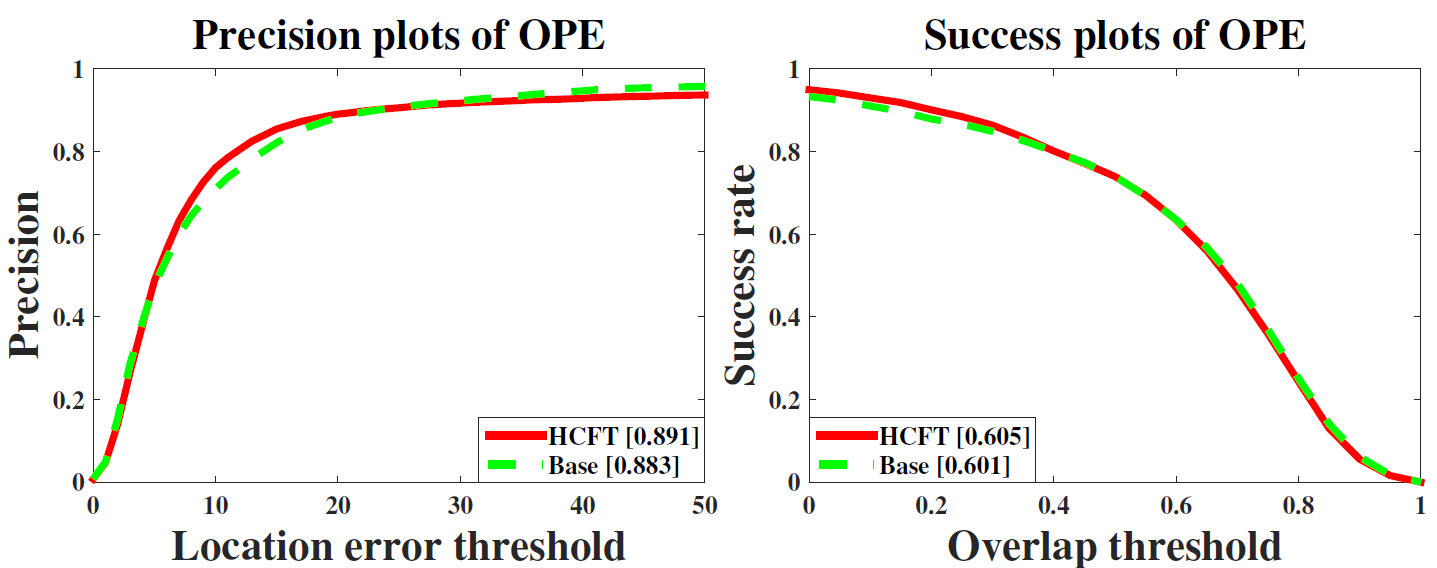 Precision plots of OPE
1
0.8
0.6
0.4
0.2
0
0 10 20 30 40 50
Precision
Location error threshold
HCFT [0.891]
Base [0.883]
Success plots of OPE
1
0.8
0.6
0.4
0.2
0
0 0.2 0.4 0.6 0.8 1
Success rate
Overlap threshold
HCFT [0.605]
Base [0.601]